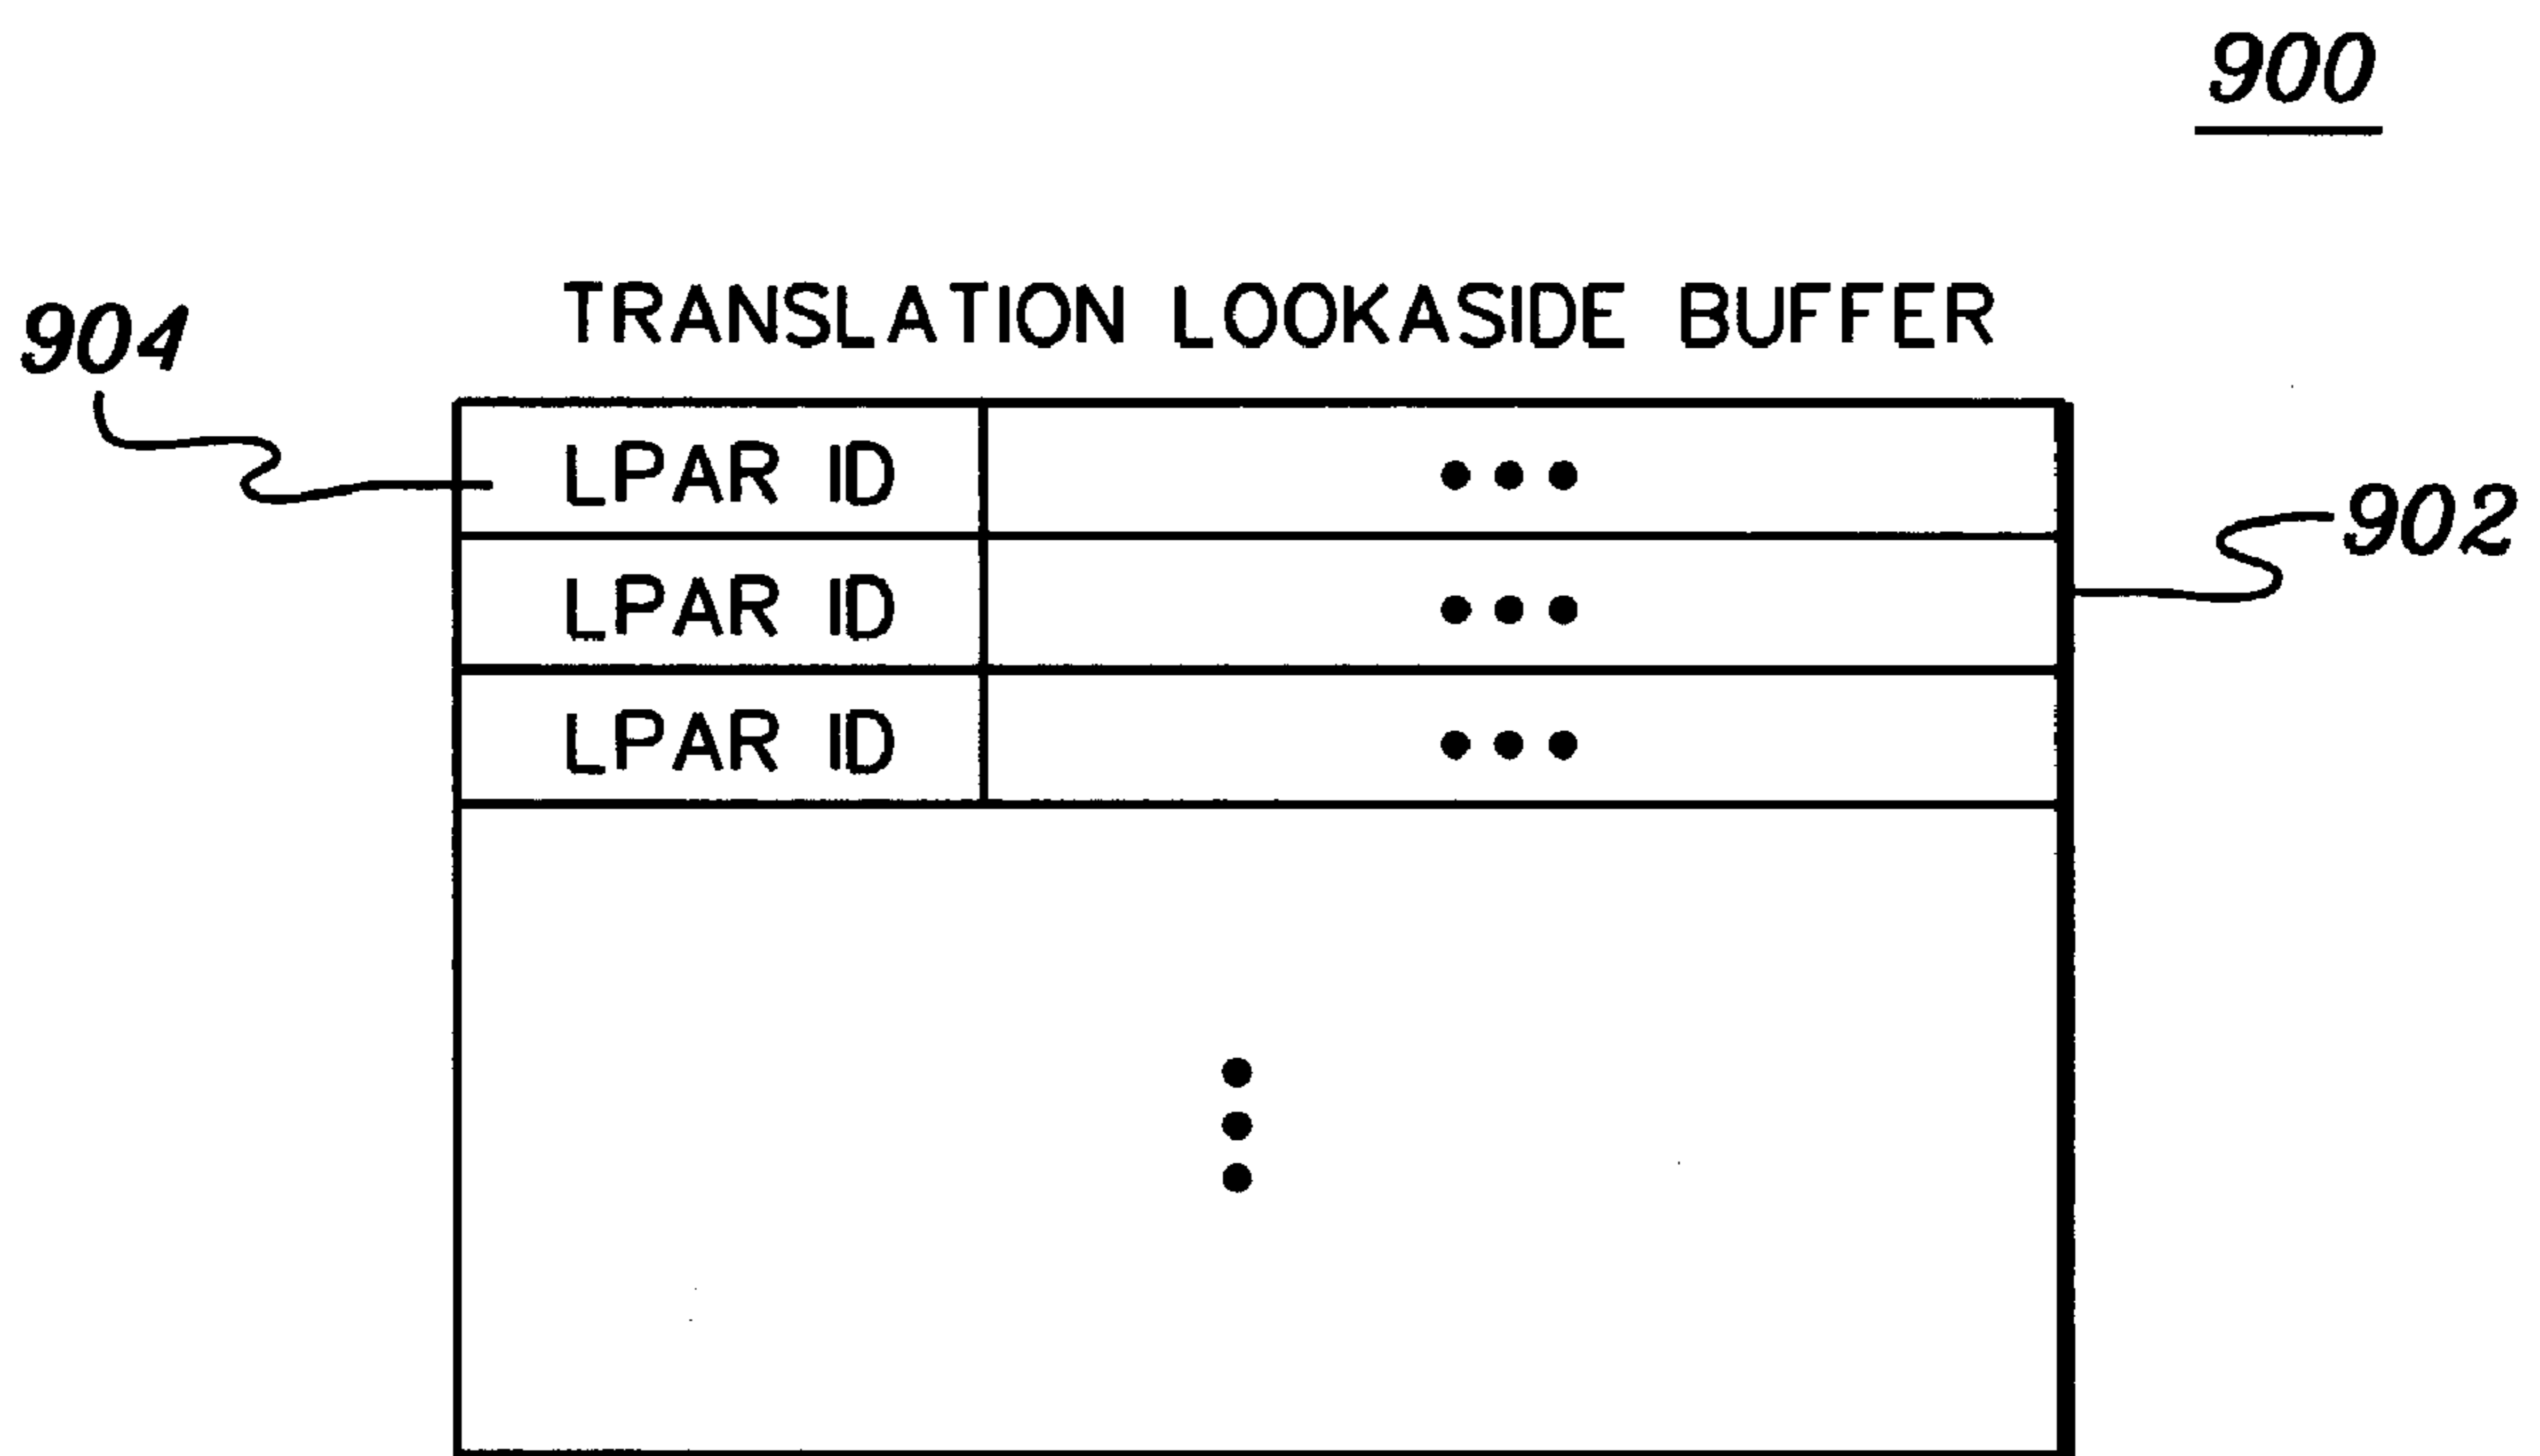 900
TRANSLATION LOOKASIDE BUFFER
904
LPAR ID •••
902
LPAR ID •••
LPAR ID •••